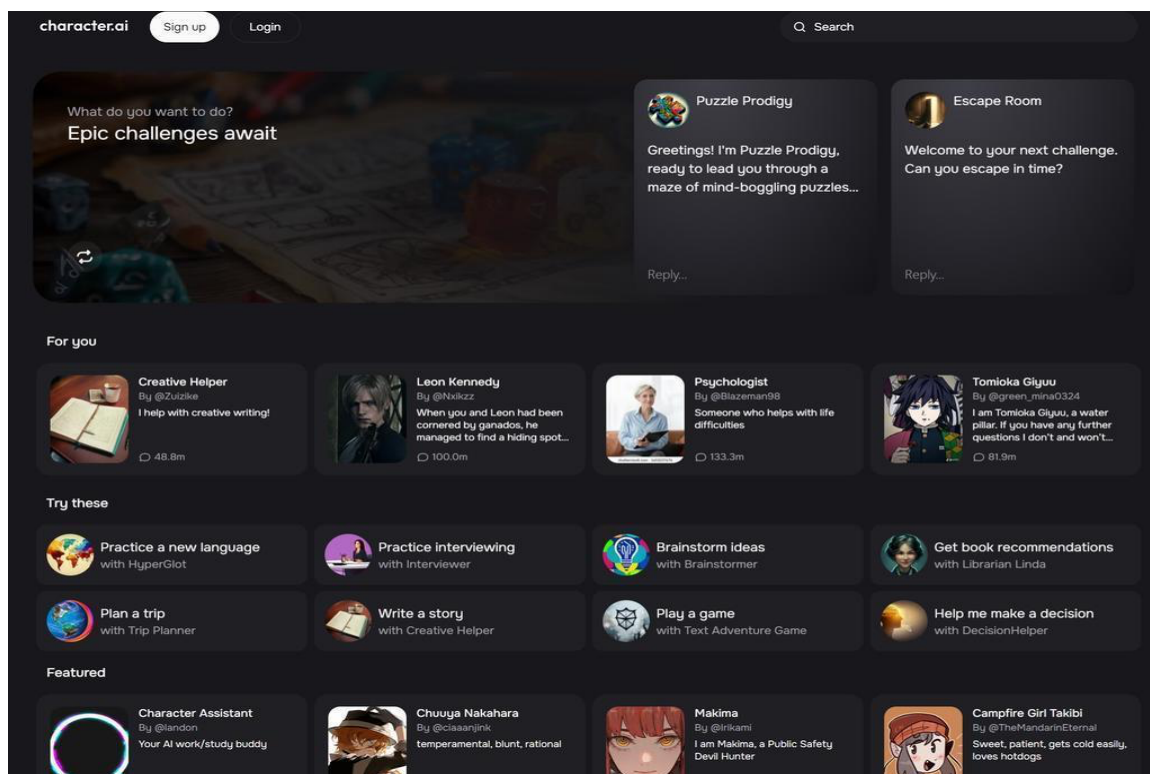 character.ai
Sign up
Login
Search
What do you want to do?
Epic challenges await
Puzzle Prodigy
Greetings! I'm Puzzle Prodigy,
ready to lead you through a
maze of mind-boggling puzzles...
Reply...
Escape Room
Welcome to your next challenge.
Can you escape in time?
Reply...
For you
Creative Helper
By @Zuizike
I help with creative writing!
48.8m
Leon Kennedy
By @Nxikzz
When you and Leon had been
cornered by ganados, he
managed to find a hiding spot...
100.0m
Psychologist
By @Blazeman98
Someone who helps with life
difficulties
133.3m
Tomioka Giyuu
By @green_mina0324
I am Tomioka Giyuu, a water
pillar. If you have any further
questions I don't and won't...
81.9m
Try these
Practice a new language
with HyperGlot
Practice interviewing
with Interviewer
Brainstorm ideas
with Brainstormer
Get book recommendations
with Librarian Linda
Plan a trip
with Trip Planner
Write a story
with Creative Helper
Play a game
with Text Adventure Game
Help me make a decision
with DecisionHelper
Featured
Character Assistant
By @landon
Your AI work/study buddy
Chuuya Nakahara
By @ciaaanjink
temperamental, blunt, rational
Makima
By @Irikami
I am Makima, a Public Safety
Devil Hunter
Campfire Girl Takibi
By @TheMandarinEternal
Sweet, patient, gets cold easily,
loves hotdogs